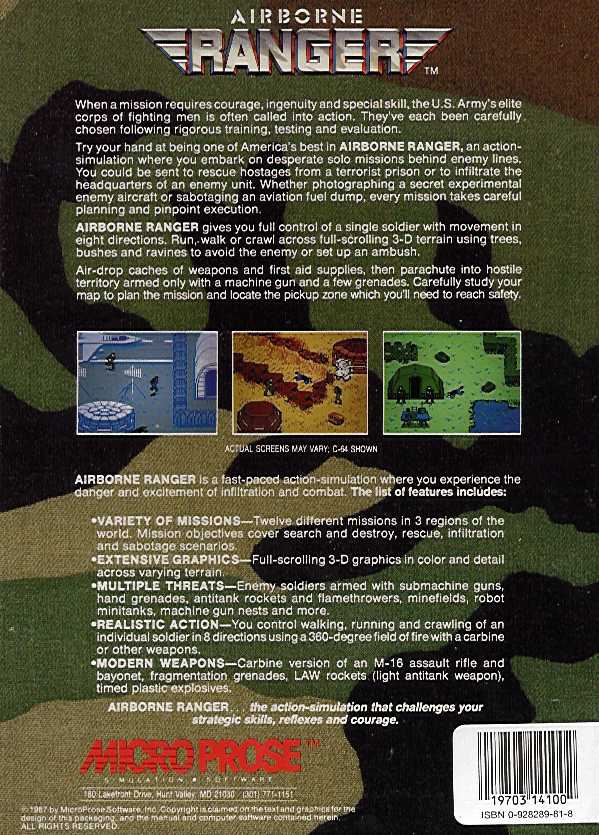 AIRBORNE
RANGER™
When a mission requires courage, ingenuity and special skill, the U.S. Army's elite
corps of fighting men is often called into action. They've each been carefully
chosen following rigorous training, testing and evaluation.
Try your hand at being one of America's best in AIRBORNE RANGER, an action-
simulation where you embark on desperate solo missions behind enemy lines.
You could be sent to rescue hostages from a terrorist prison or to infiltrate the
headquarters of an enemy unit. Whether photographing a secret experimental
enemy aircraft or sabotaging an aviation fuel dump, every mission takes careful
planning and pinpoint execution.
AIRBORNE RANGER gives you full control of a single soldier with movement in
eight directions. Run, walk or crawl across full-scrolling 3-D terrain using trees,
bushes and ravines to avoid the enemy or set up an ambush.
Air-drop caches of weapons and first aid supplies, then parachute into hostile
territory armed only with a machine gun and a few grenades. Carefully study your
map to plan the mission and locate the pickup zone which you'll need to reach safety.
ACTUAL SCREENS MAY VARY; C-64 SHOWN
AIRBORNE RANGER is a fast-paced action-simulation where you experience the
danger and excitement of infiltration and combat. The list of features includes:
•VARIETY OF MISSIONS—Twelve different missions in 3 regions of the
world. Mission objectives cover search and destroy, rescue, infiltration
and sabotage scenarios.
•EXTENSIVE GRAPHICS—Full-scrolling 3-D graphics in color and detail
across varying terrain.
•MULTIPLE THREATS—Enemy soldiers armed with submachine guns,
hand grenades, antitank rockets and flamethrowers, minefields, robot
minitanks, machine gun nests and more.
•REALISTIC ACTION—You control walking, running and crawling of an
individual soldier in 8 directions using a 360-degree field of fire with a carbine
or other weapons.
•MODERN WEAPONS—Carbine version of an M-16 assault rifle and
bayonet, fragmentation grenades, LAW rockets (light antitank weapon),
timed plastic explosives.
AIRBORNE RANGER... the action-simulation that challenges your
strategic skills, reflexes and courage.
MICROPROSE™
SIMULATION • SOFTWARE
180 Lakefront Drive, Hunt Valley, MD 21030 (301) 771-1151
© 1987 by MicroProse Software, Inc. Copyright is claimed on the text and graphics for the
design of this packaging, and the manual and computer software contained herein.
ALL RIGHTS RESERVED.
19703 14100
ISBN 0-928289-61-8